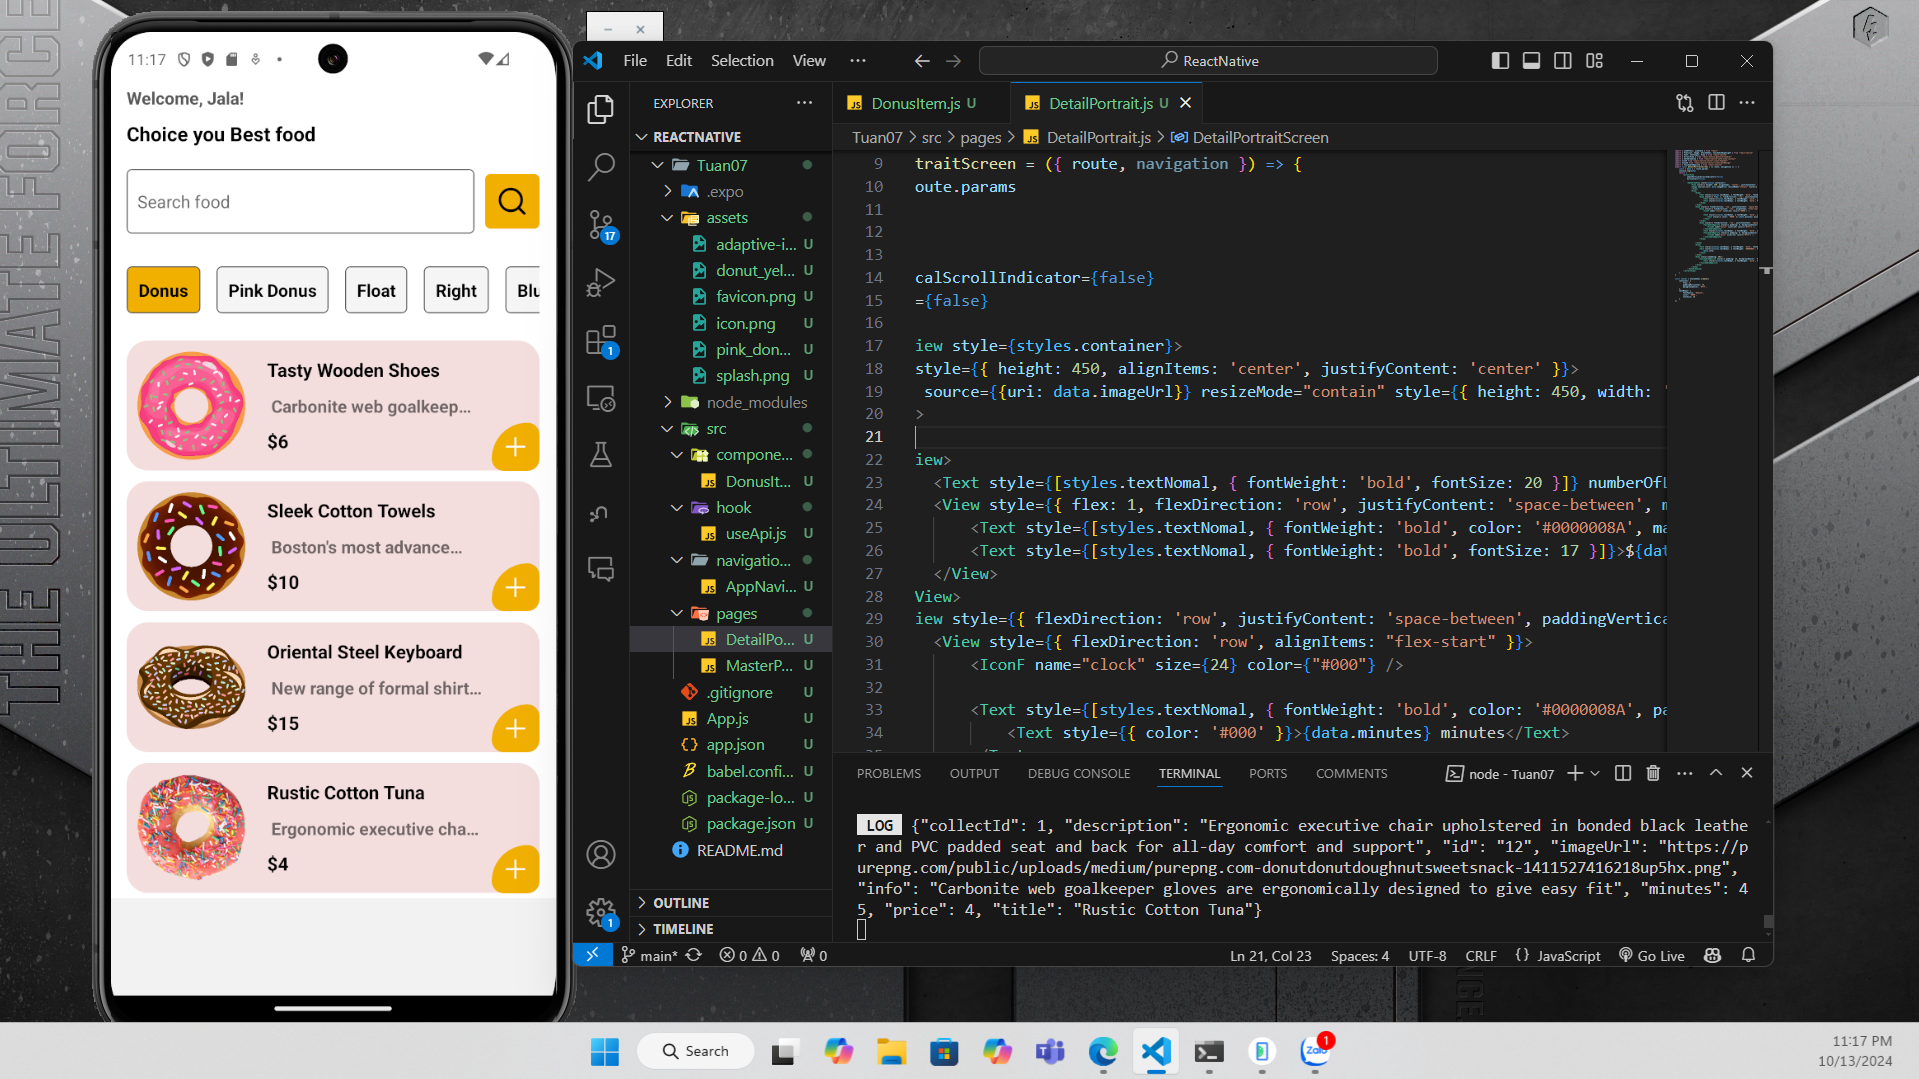 THE ULTIMATE FORCE
11:17
Welcome, Jala!
Choice you Best food
Search food
Donus
Pink Donus
Float
Right
Blu
Tasty Wooden Shoes
Carbonite web goalkeep...
$6
Sleek Cotton Towels
Boston's most advance...
$10
Oriental Steel Keyboard
New range of formal shirt...
$15
Rustic Cotton Tuna
Ergonomic executive cha...
$4
File Edit Selection View ...
ReactNative
17
1
1
EXPLORER
REACTNATIVE
Tuan07
.expo
assets
adaptive-i... U
donut_yel... U
favicon.png U
icon.png U
pink_don... U
splash.png U
node_modules
src
compone...
DonusIt... U
hook
useApi.js U
navigatio...
AppNavi... U
pages
DetailPo... U
MasterP... U
.gitignore U
App.js U
app.json U
babel.confi... U
package-lo... U
package.json U
README.md
OUTLINE
TIMELINE
DonusItem.js U
DetailPortrait.js U
Tuan07 > src > pages > DetailPortrait.js > DetailPortraitScreen
9 traitScreen = ({ route, navigation }) => {
10 oute.params
11
12
13
14 calScrollIndicator={false}
15 ={false}
16
17 iew style={styles.container}>
18 style={{ height: 450, alignItems: 'center', justifyContent: 'center' }}>
19 source={{uri: data.imageUrl}} resizeMode="contain" style={{ height: 450, width: '
20 >
21
22 iew>
23 <Text style={[styles.textNomal, { fontWeight: 'bold', fontSize: 20 }]} numberOfL
24 <View style={{ flex: 1, flexDirection: 'row', justifyContent: 'space-between', m
25 <Text style={[styles.textNomal, { fontWeight: 'bold', color: '#0000008A', ma
26 <Text style={[styles.textNomal, { fontWeight: 'bold', fontSize: 17 }]}>${dat
27 </View>
28 View>
29 iew style={{ flexDirection: 'row', justifyContent: 'space-between', paddingVertica
30 <View style={{ flexDirection: 'row', alignItems: "flex-start" }}>
31 <IconF name="clock" size={24} color={"#000"} />
32
33 <Text style={[styles.textNomal, { fontWeight: 'bold', color: '#0000008A', pa
34 <Text style={{ color: '#000' }}>{data.minutes} minutes</Text>
PROBLEMS OUTPUT DEBUG CONSOLE TERMINAL PORTS COMMENTS
node - Tuan07
LOG {"collectId": 1, "description": "Ergonomic executive chair upholstered in bonded black leathe
r and PVC padded seat and back for all-day comfort and support", "id": "12", "imageUrl": "https://p
urepng.com/public/uploads/medium/purepng.com-donutdonutdoughnutsweetsnack-1411527416218up5hx.png",
"info": "Carbonite web goalkeeper gloves are ergonomically designed to give easy fit", "minutes": 4
5, "price": 4, "title": "Rustic Cotton Tuna"}
main* 0 0 0
Ln 21, Col 23 Spaces: 4 UTF-8 CRLF {} JavaScript Go Live
Search
Zalo
1
11:17 PM
10/13/2024